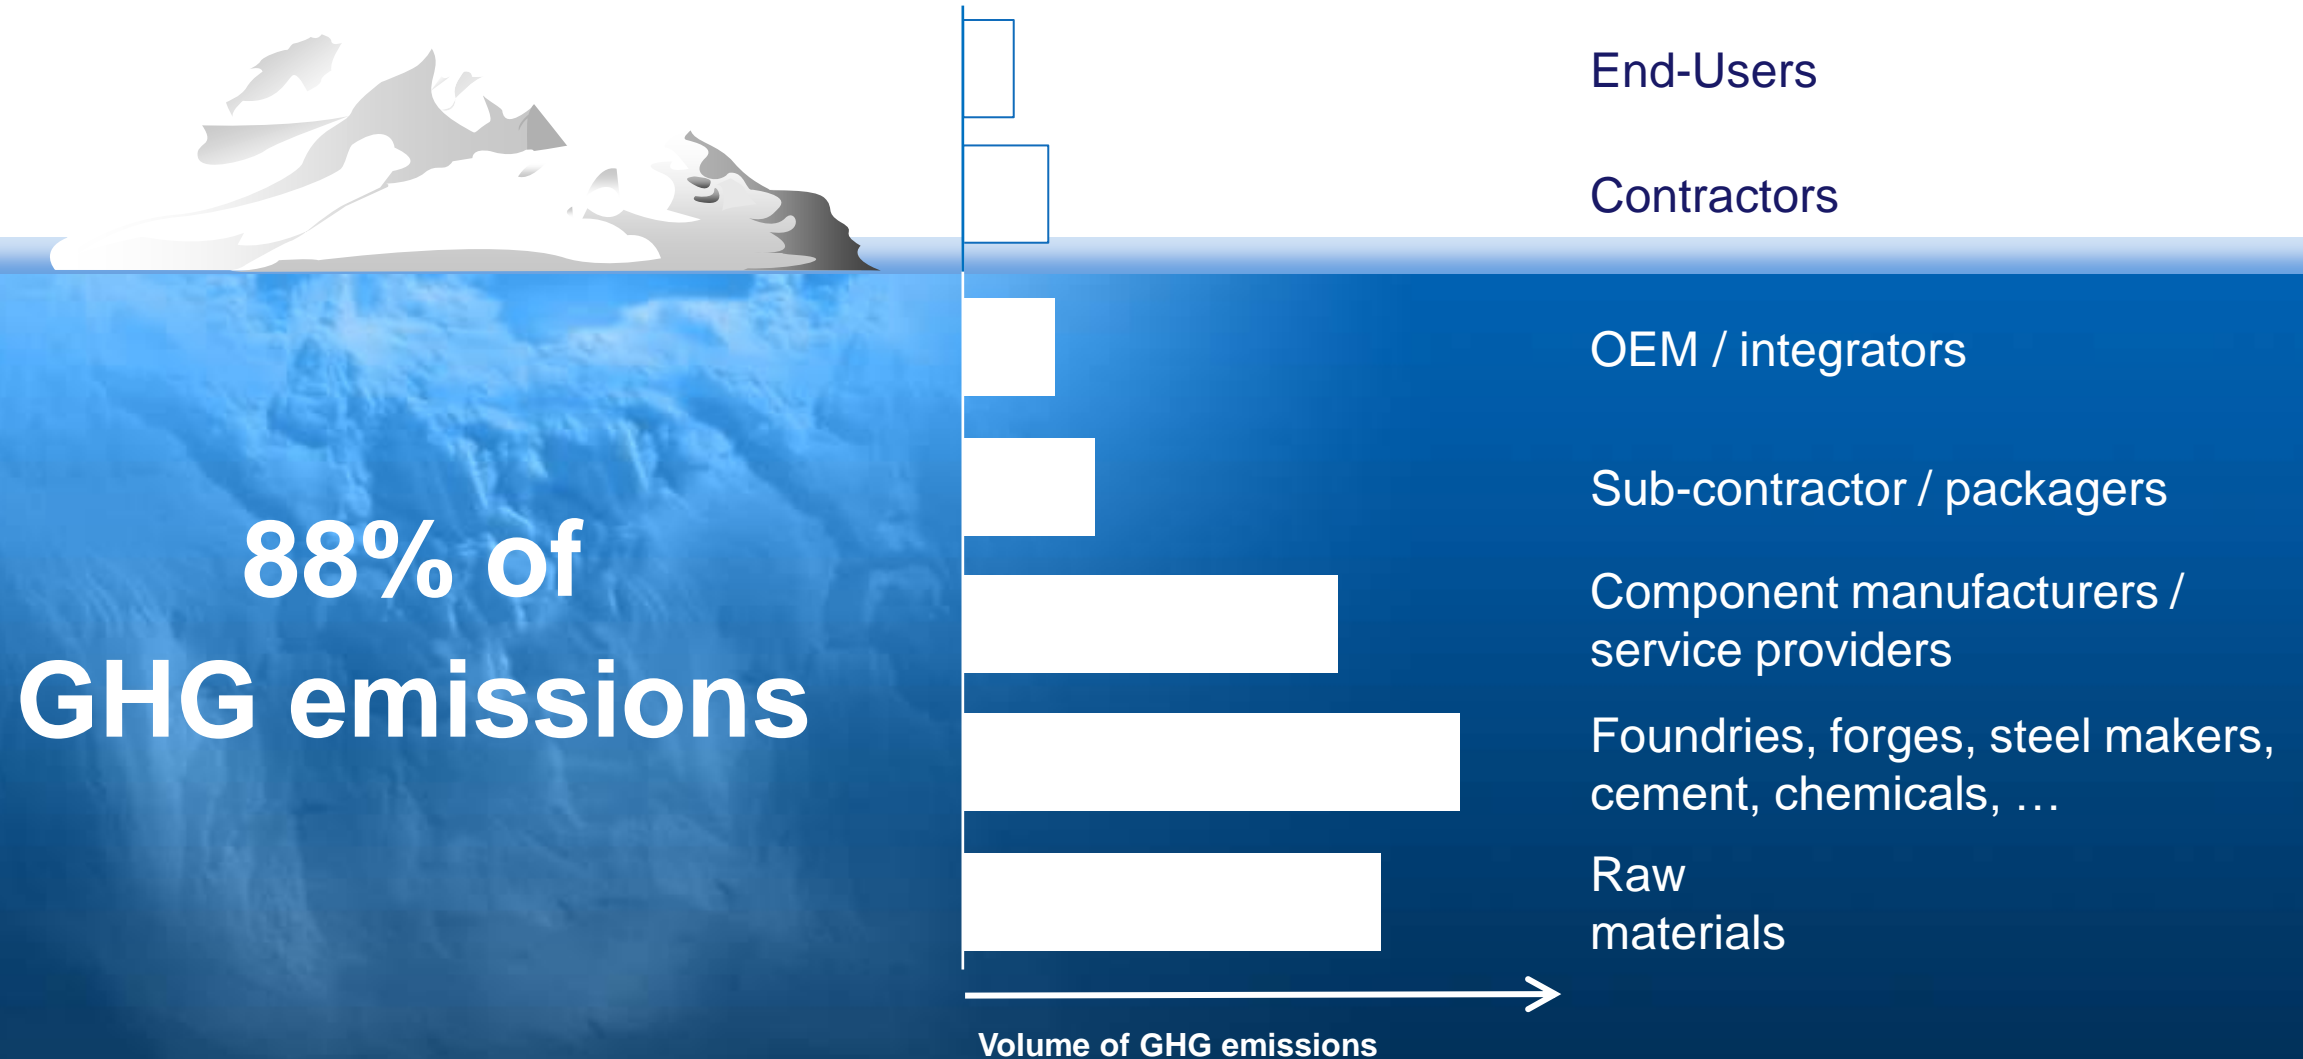 End-Users
Contractors
OEM / integrators
Sub-contractor / packagers
88% of
GHG emissions
Component manufacturers /
service providers
Foundries, forges, steel makers,
cement, chemicals, …
Raw
materials
Volume of GHG emissions